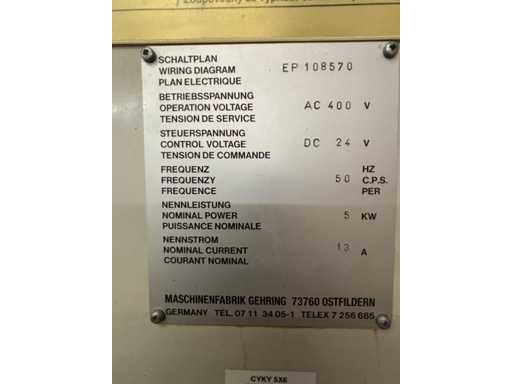 SCHALTPLAN
WIRING DIAGRAM EP 108570
PLAN ELECTRIQUE
BETRIEBSSPANNUNG
OPERATION VOLTAGE AC 400 V
TENSION DE SERVICE
STEUERSPANNUNG
CONTROL VOLTAGE DC 24 V
TENSION DE COMMANDE
FREQUENZ HZ
FREQUENZY 50 C.P.S.
FREQUENCE PER
NENNLEISTUNG
NOMINAL POWER 5 KW
PUISSANCE NOMINALE
NENNSTROM
NOMINAL CURRENT 13 A
COURANT NOMINAL
MASCHINENFABRIK GEHRING 73760 OSTFILDERN
GERMANY TEL. 07 11 34 05-1 TELEX 7 256 685
CYKY 5X6